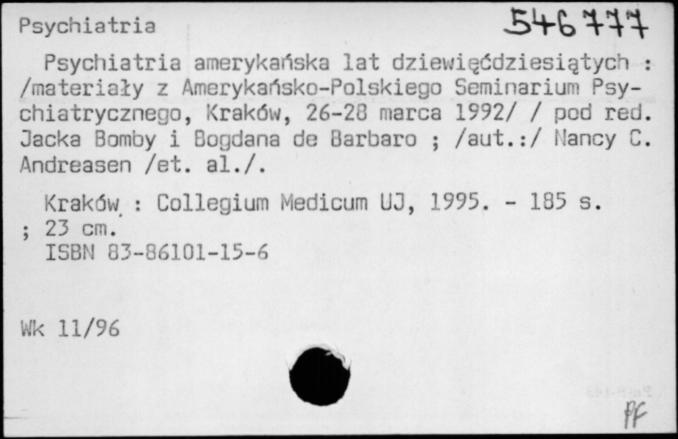 Psychiatria 546777
Psychiatria amerykańska lat dziewięćdziesiątych :
/materiały z Amerykańsko-Polskiego Seminarium Psy-
chiatrycznego, Kraków, 26-28 marca 1992/ / pod red.
Jacka Bomby i Bogdana de Barbaro ; /aut.:/ Nancy C.
Andreasen /et. al./.
Kraków : Collegium Medicum UJ, 1995. - 185 s.
; 23 cm.
ISBN 83-86101-15-6
Wk 11/96
PF